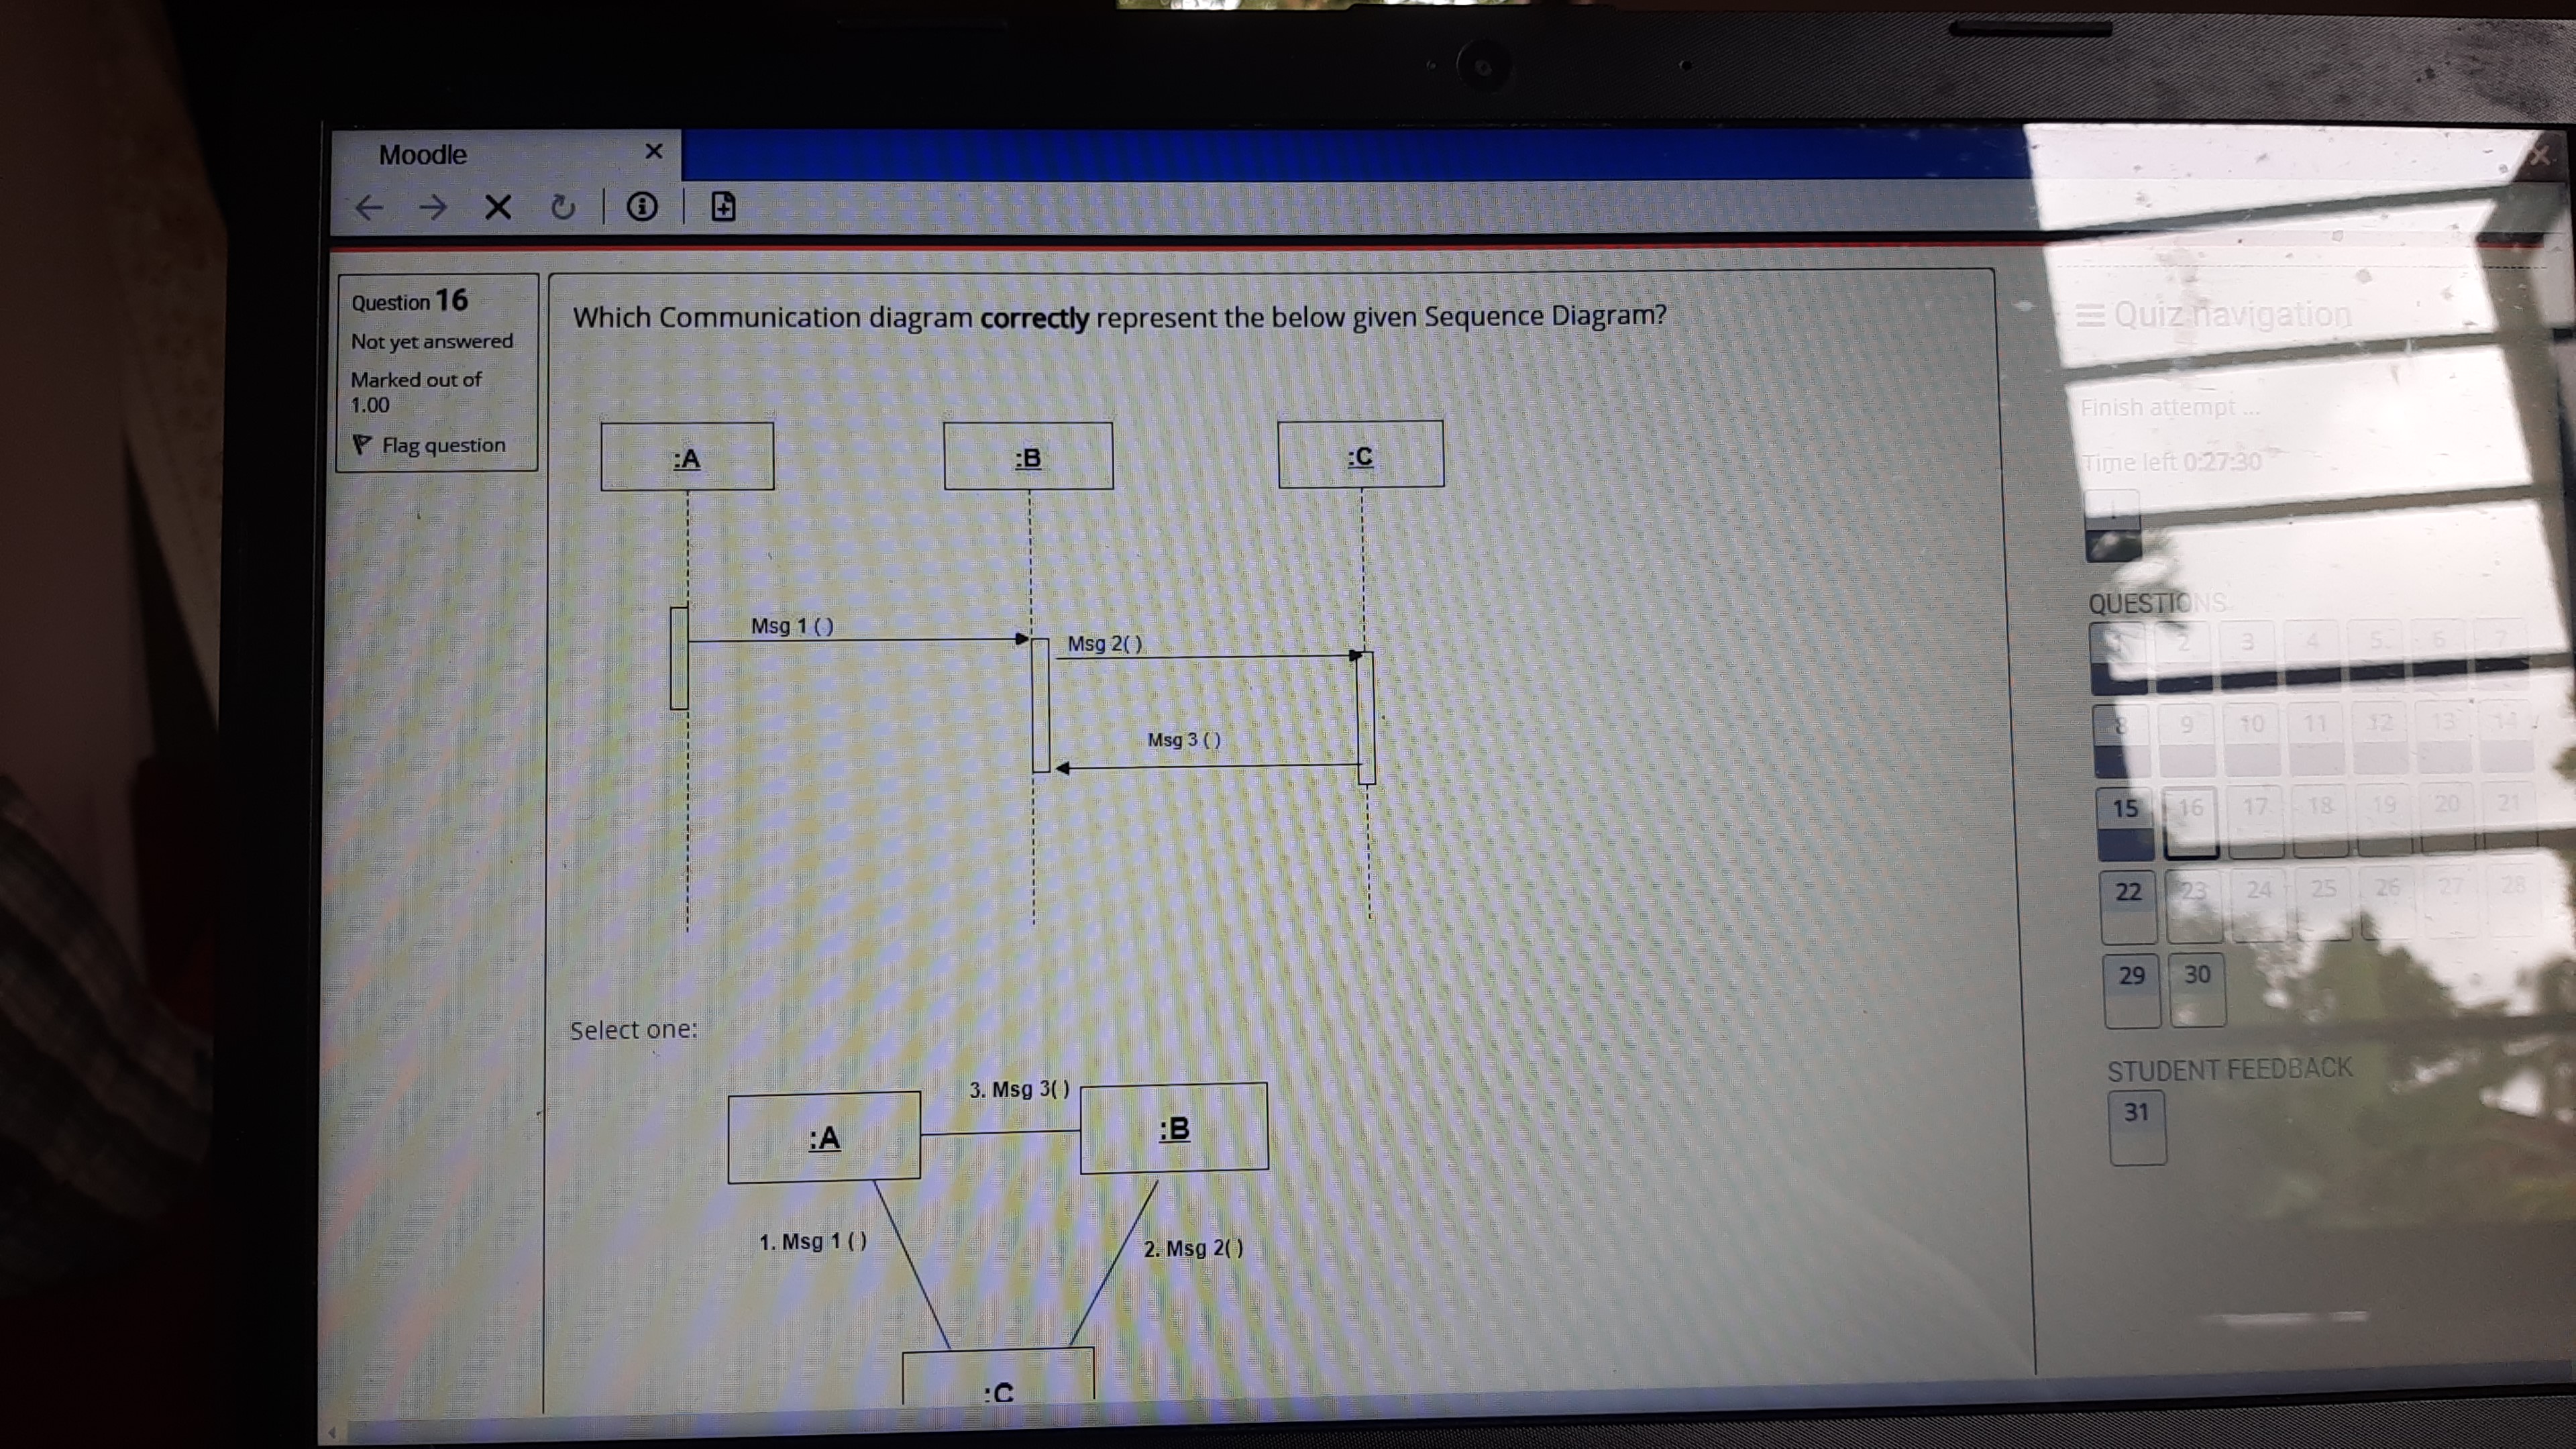 Moodle
Question 16
Not yet answered
Marked out of
1.00
Flag question
Which Communication diagram correctly represent the below given Sequence Diagram?
:A
:B
:C
Msg 1 ( )
Msg 2( )
Msg 3 ( )
Select one:
3. Msg 3( )
:A
:B
1. Msg 1 ( )
2. Msg 2( )
:C
Quiz navigation
Finish attempt ...
Time left 0:27:30
QUESTIONS
1 2 3 4 5 6 7
8 9 10 11 12 13 14
15 16 17 18 19 20 21
22 23 24 25 26 27 28
29 30
STUDENT FEEDBACK
31